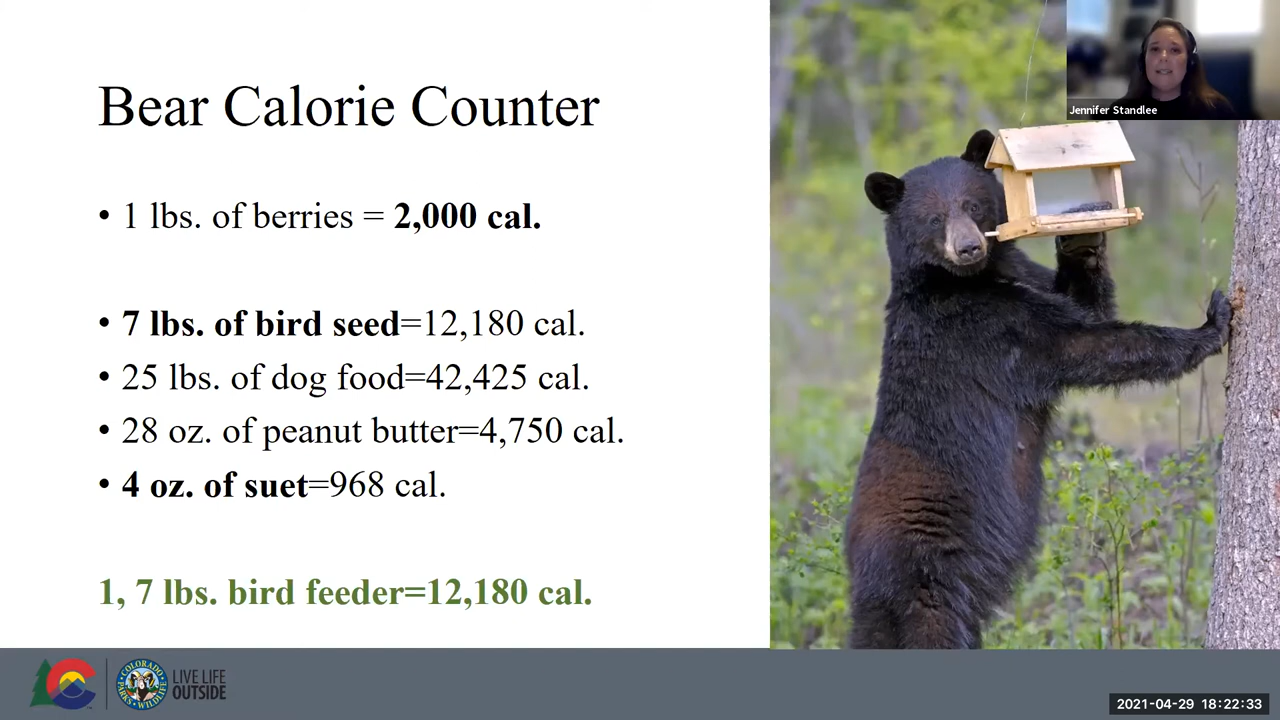 Jennifer Standlee
Bear Calorie Counter
• 1 lbs. of berries = 2,000 cal.
• 7 lbs. of bird seed=12,180 cal.
• 25 lbs. of dog food=42,425 cal.
• 28 oz. of peanut butter=4,750 cal.
• 4 oz. of suet=968 cal.
1, 7 lbs. bird feeder=12,180 cal.
COLORADO
PARKS & WILDLIFE
LIVE LIFE
OUTSIDE
2021-04-29 18:22:33